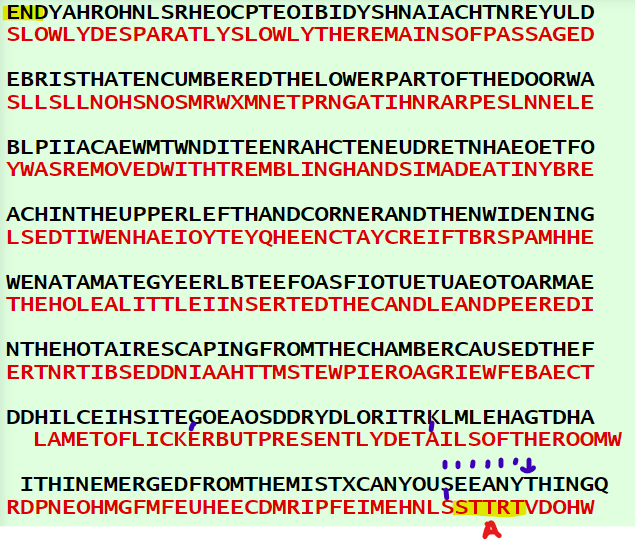 ENDYAHROHNLSRHEOCPTEOIBIDYSHNAIACHTNREYULD
SLOWLYDESPARATLYSLOWLYTHEREMAINSOFPASSAGED
EBRISTHATENCUMBEREDTHELOWERPARTOFTHEDOORWA
SLLSLLNOHSNOSMRWXMNETPRNGATIHNRARPESLNNELE
BLPIIACAEWMTWNDITEENRAHCTENEUDRETNHAEOETFO
YWASREMOVEDWITHTREMBLINGHANDSIMADEATINYBRE
ACHINTHEUPPERLEFTHANDCORNERANDTHENWIDENING
LSEDTIWENHAEIOYTEYQHEENCTAYCREIFTBRSPAMHHE
WENATAMATEGYEERLBTEEFOASFIOTUETUAEOTOARMAE
THEHOLEALITTLEIINSERTEDTHECANDLEANDPEEREDI
NTHEHOTAIRESCAPINGFROMTHECHAMBERCAUSEDTHEF
ERTNRTIBSEDDNIAAHTTMSTEWPIEROAGRIEWFEBAECT
DDHILCEIHSITEGOEAOSDDRYDLORITRKLMLEHAGTDHA
LAMETOFLICKERBUTPRESENTLYDETAILSOFTHEROOMW
ITHINEMERGEDFROMTHEMISTXCANYOUSEEANYTHINGQ
RDPNEOHMGFMFEUHEECDMRIPFEIMEHNLSSTTRTVDOHW
A